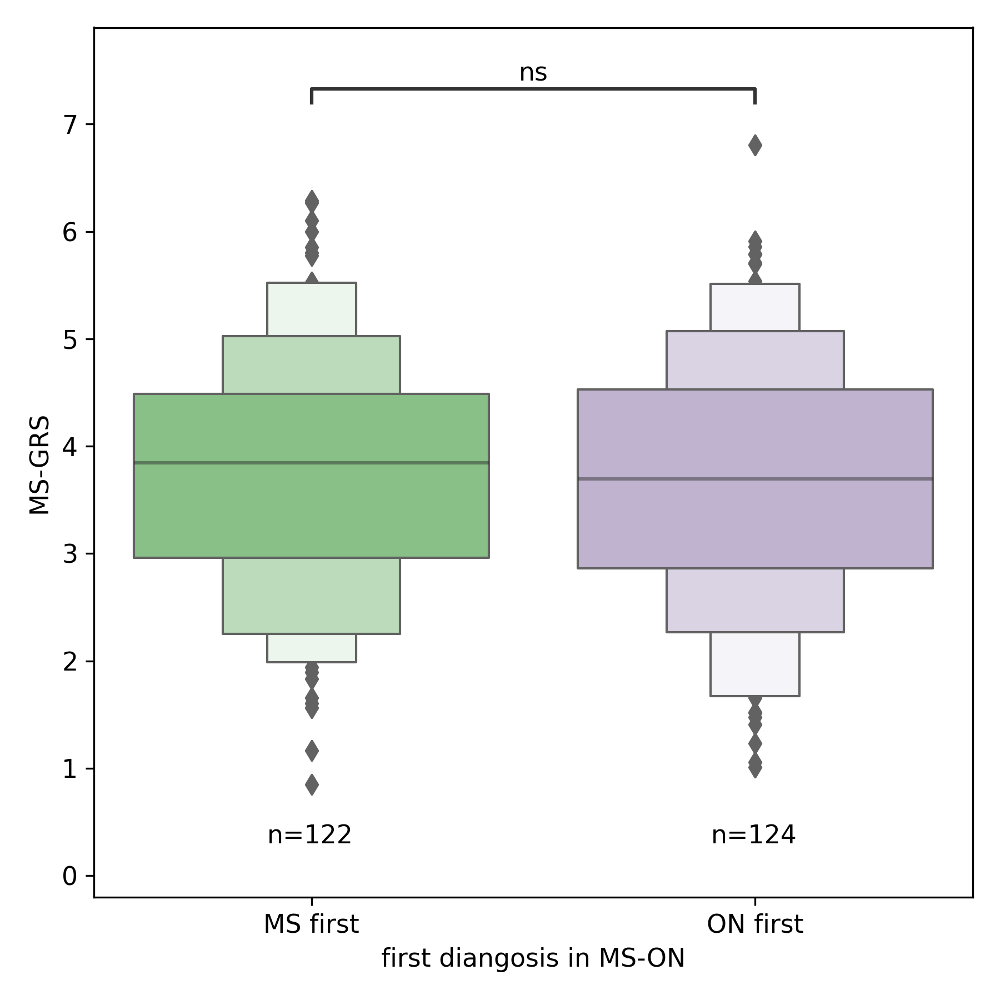 ns
7
6
5
4
3
2
1
0
MS-GRS
n=122
n=124
MS first
ON first
first diangosis in MS-ON